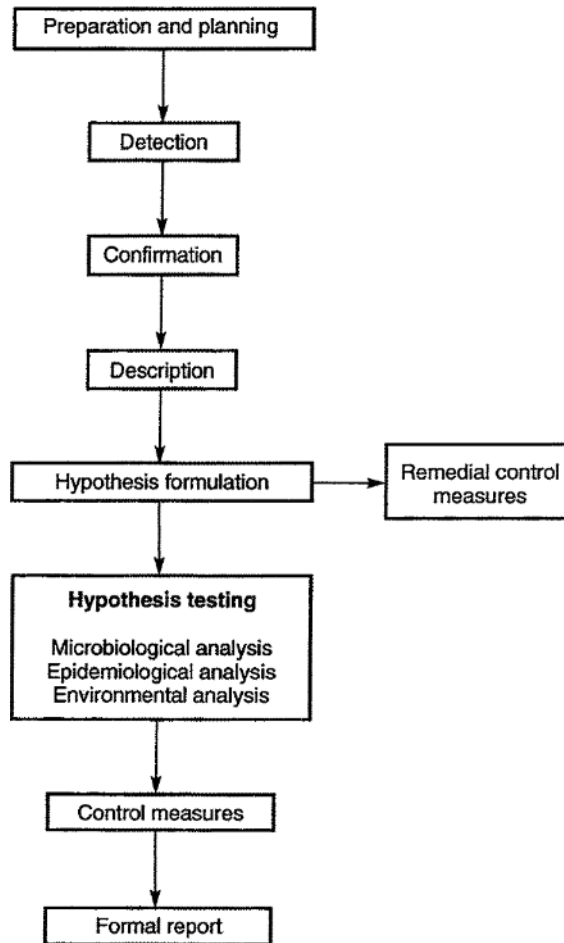 Preparation and planning
Detection
Confirmation
Description
Hypothesis formulation
Remedial control
measures
Hypothesis testing
Microbiological analysis
Epidemiological analysis
Environmental analysis
Control measures
Formal report